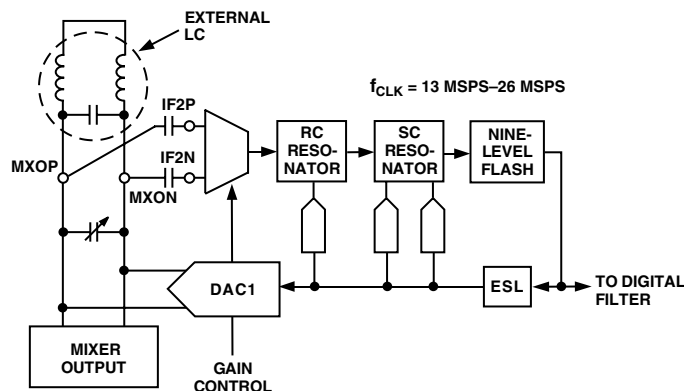 EXTERNAL
LC
fCLK = 13 MSPS–26 MSPS
IF2P
RC
RESO-
NATOR
SC
RESO-
NATOR
NINE-
LEVEL
FLASH
MXOP
IF2N
MXON
DAC1
ESL
TO DIGITAL
FILTER
MIXER
OUTPUT
GAIN
CONTROL